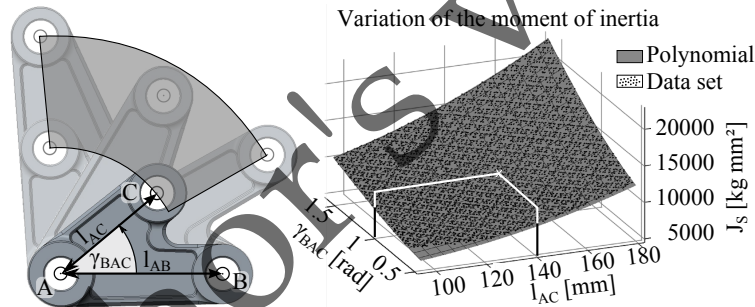 Variation of the moment of inertia
Polynomial
Data set
C
l_AC
γ_BAC
l_AB
A
B
20000
15000
10000
5000
J_S [kg mm²]
1.5
1
0.5
γ_BAC [rad]
100
120
140
160
180
l_AC [mm]
or's v